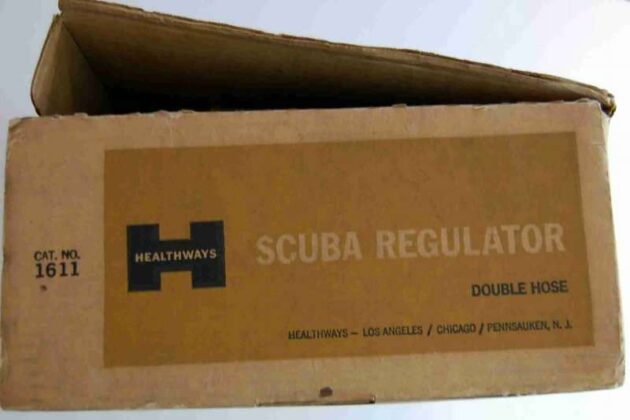 CAT. NO.
1611
HEALTHWAYS
SCUBA REGULATOR
DOUBLE HOSE
HEALTHWAYS – LOS ANGELES / CHICAGO / PENNSAUKEN, N. J.